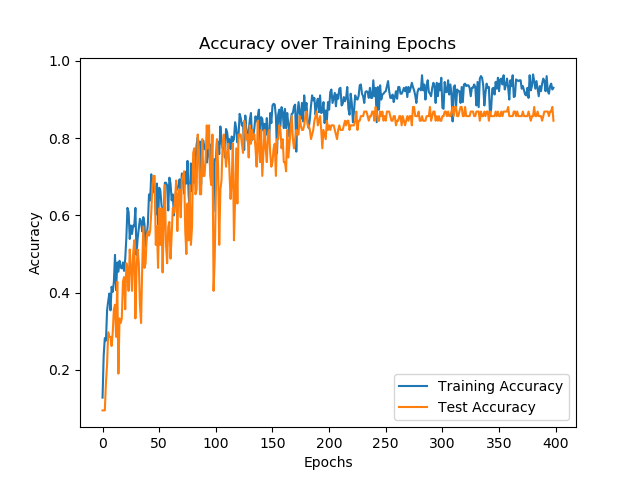 Accuracy over Training Epochs
Accuracy
1.0
0.8
0.6
0.4
0.2
0 50 100 150 200 250 300 350 400
Epochs
Training Accuracy
Test Accuracy